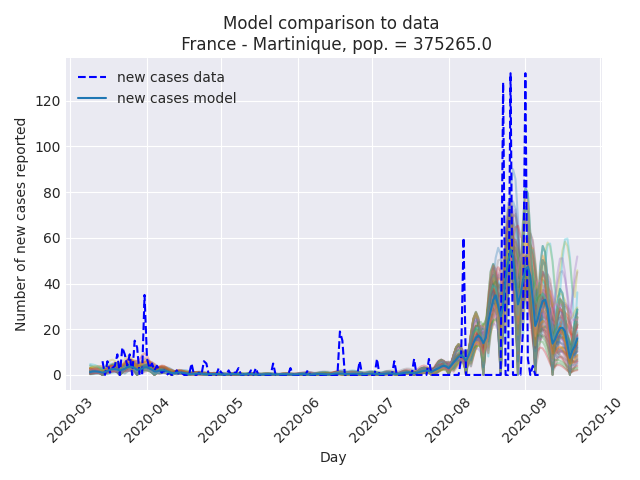 Model comparison to data
France - Martinique, pop. = 375265.0
new cases data
new cases model
Number of new cases reported
120
100
80
60
40
20
0
2020-03
2020-04
2020-05
2020-06
2020-07
2020-08
2020-09
2020-10
Day